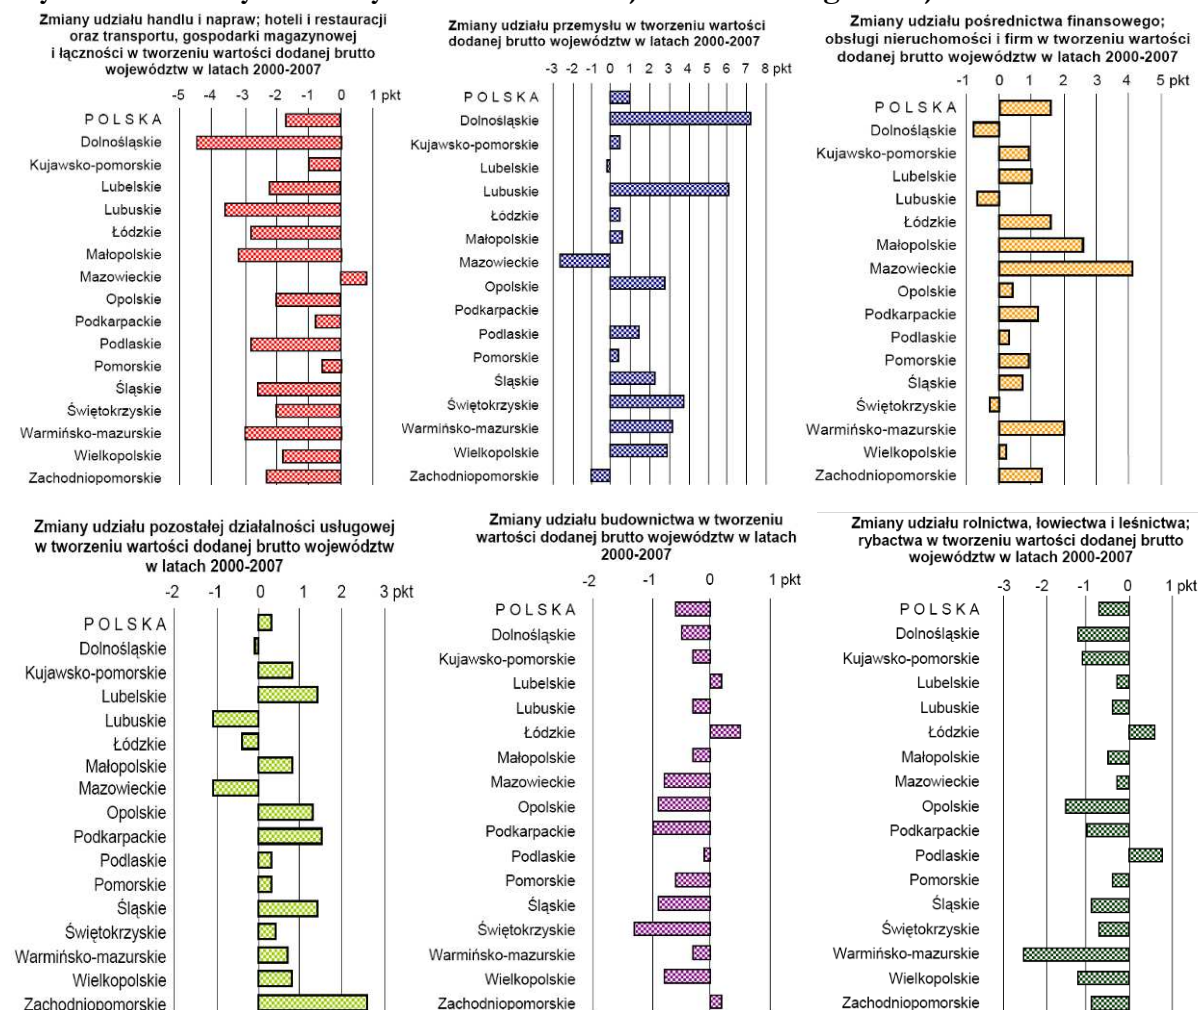 Zmiany udziału handlu i napraw; hoteli i restauracji
oraz transportu, gospodarki magazynowej
i łączności w tworzeniu wartości dodanej brutto
województw w latach 2000-2007
-5 -4 -3 -2 -1 0 1 pkt
P O L S K A
Dolnośląskie
Kujawsko-pomorskie
Lubelskie
Lubuskie
Łódzkie
Małopolskie
Mazowieckie
Opolskie
Podkarpackie
Podlaskie
Pomorskie
Śląskie
Świętokrzyskie
Warmińsko-mazurskie
Wielkopolskie
Zachodniopomorskie
Zmiany udziału przemysłu w tworzeniu wartości
dodanej brutto województw w latach 2000-2007
-3 -2 -1 0 1 2 3 4 5 6 7 8 pkt
P O L S K A
Dolnośląskie
Kujawsko-pomorskie
Lubelskie
Lubuskie
Łódzkie
Małopolskie
Mazowieckie
Opolskie
Podkarpackie
Podlaskie
Pomorskie
Śląskie
Świętokrzyskie
Warmińsko-mazurskie
Wielkopolskie
Zachodniopomorskie
Zmiany udziału pośrednictwa finansowego;
obsługi nieruchomości i firm w tworzeniu wartości
dodanej brutto województw w latach 2000-2007
-1 0 1 2 3 4 5 pkt
P O L S K A
Dolnośląskie
Kujawsko-pomorskie
Lubelskie
Lubuskie
Łódzkie
Małopolskie
Mazowieckie
Opolskie
Podkarpackie
Podlaskie
Pomorskie
Śląskie
Świętokrzyskie
Warmińsko-mazurskie
Wielkopolskie
Zachodniopomorskie
Zmiany udziału pozostałej działalności usługowej
w tworzeniu wartości dodanej brutto województw
w latach 2000-2007
-2 -1 0 1 2 3 pkt
P O L S K A
Dolnośląskie
Kujawsko-pomorskie
Lubelskie
Lubuskie
Łódzkie
Małopolskie
Mazowieckie
Opolskie
Podkarpackie
Podlaskie
Pomorskie
Śląskie
Świętokrzyskie
Warmińsko-mazurskie
Wielkopolskie
Zachodniopomorskie
Zmiany udziału budownictwa w tworzeniu
wartości dodanej brutto województw w latach
2000-2007
-2 -1 0 1 pkt
P O L S K A
Dolnośląskie
Kujawsko-pomorskie
Lubelskie
Lubuskie
Łódzkie
Małopolskie
Mazowieckie
Opolskie
Podkarpackie
Podlaskie
Pomorskie
Śląskie
Świętokrzyskie
Warmińsko-mazurskie
Wielkopolskie
Zachodniopomorskie
Zmiany udziału rolnictwa, łowiectwa i leśnictwa;
rybactwa w tworzeniu wartości dodanej brutto
województw w latach 2000-2007
-3 -2 -1 0 1 pkt
P O L S K A
Dolnośląskie
Kujawsko-pomorskie
Lubelskie
Lubuskie
Łódzkie
Małopolskie
Mazowieckie
Opolskie
Podkarpackie
Podlaskie
Pomorskie
Śląskie
Świętokrzyskie
Warmińsko-mazurskie
Wielkopolskie
Zachodniopomorskie